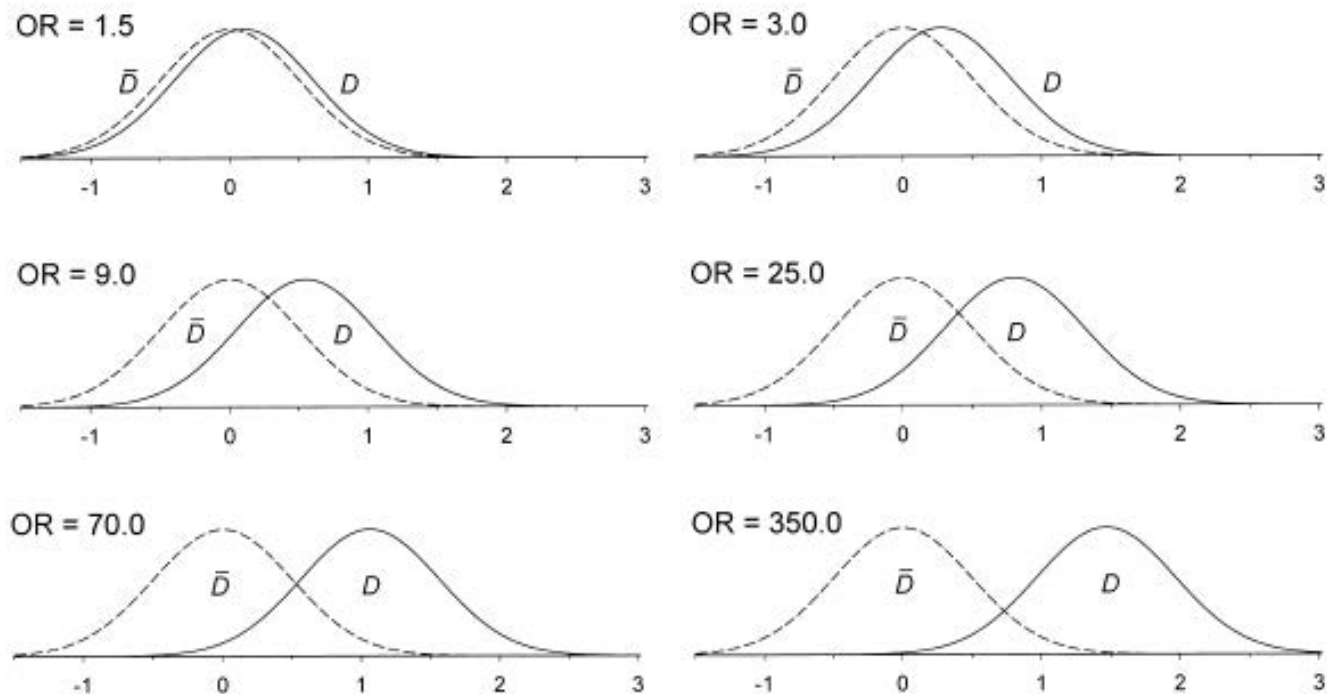 OR = 1.5
D̅ D
-1 0 1 2 3
OR = 3.0
D̅ D
-1 0 1 2 3
OR = 9.0
D̅ D
-1 0 1 2 3
OR = 25.0
D̅ D
-1 0 1 2 3
OR = 70.0
D̅ D
-1 0 1 2 3
OR = 350.0
D̅ D
-1 0 1 2 3